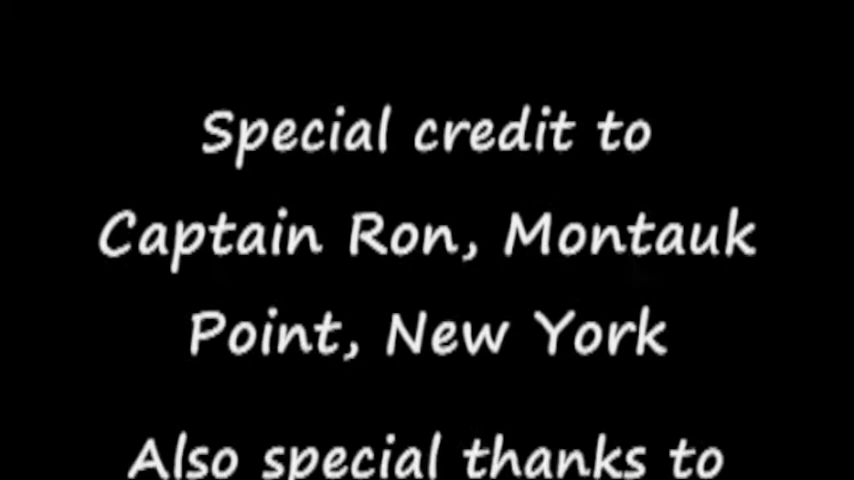 Special credit to
Captain Ron, Montauk
Point, New York
Also special thanks to